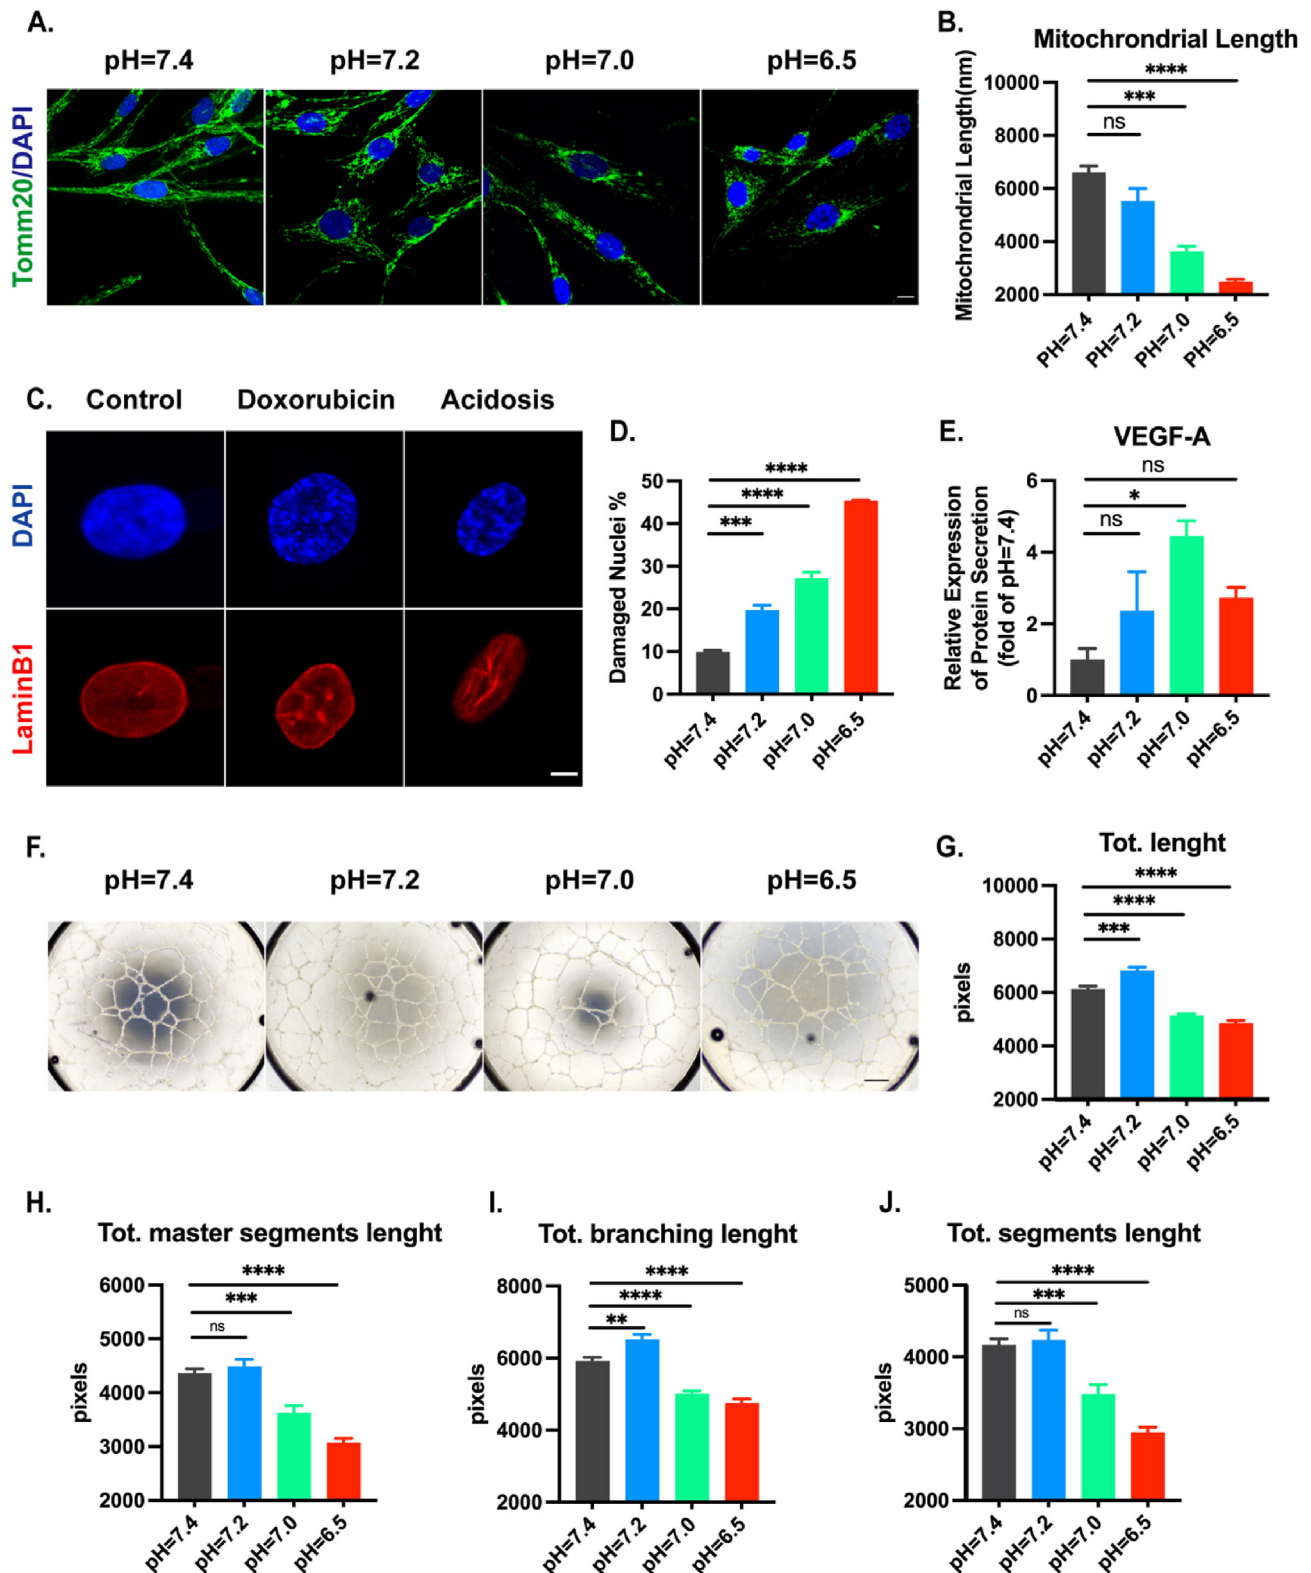 A.
pH=7.4
pH=7.2
pH=7.0
pH=6.5
Tomm20/DAPI
B.
Mitochrondrial Length
Mitochrondrial Length(nm)
10000
8000
6000
4000
2000
****
***
ns
PH=7.4
PH=7.2
PH=7.0
PH=6.5
C.
Control
Doxorubicin
Acidosis
DAPI
LaminB1
D.
Damaged Nuclei %
50
40
30
20
10
0
****
****
***
pH=7.4
pH=7.2
pH=7.0
pH=6.5
E.
VEGF-A
Relative Expression
of Protein Secretion
(fold of pH=7.4)
6
4
2
0
ns
*
ns
pH=7.4
pH=7.2
pH=7.0
pH=6.5
F.
pH=7.4
pH=7.2
pH=7.0
pH=6.5
G.
Tot. lenght
pixels
10000
8000
6000
4000
2000
****
****
***
pH=7.4
pH=7.2
pH=7.0
pH=6.5
H.
Tot. master segments lenght
pixels
6000
5000
4000
3000
2000
****
***
ns
pH=7.4
pH=7.2
pH=7.0
pH=6.5
I.
Tot. branching lenght
pixels
8000
6000
4000
2000
****
****
**
pH=7.4
pH=7.2
pH=7.0
pH=6.5
J.
Tot. segments lenght
pixels
5000
4000
3000
2000
****
***
ns
pH=7.4
pH=7.2
pH=7.0
pH=6.5